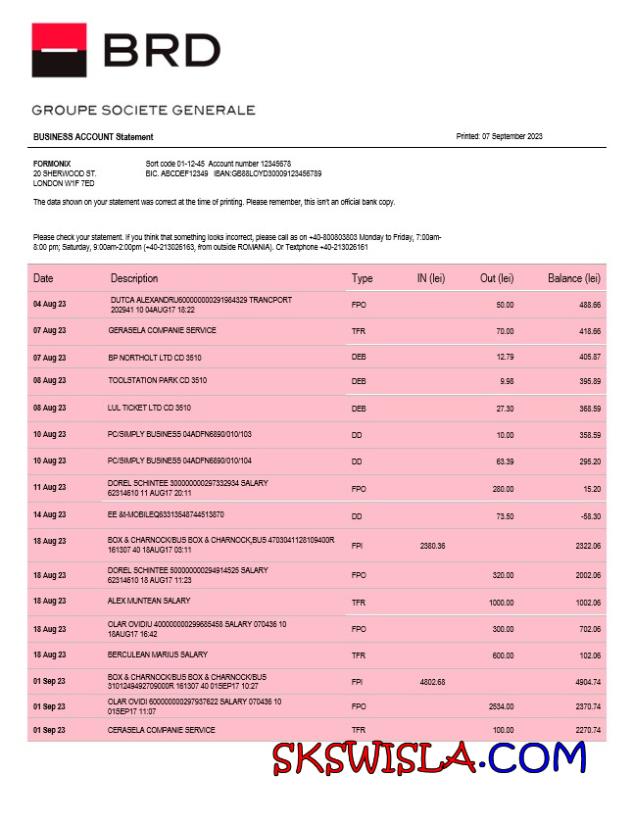 BRD
GROUPE SOCIETE GENERALE
BUSINESS ACCOUNT Statement Printed: 07 September 2023
FORMONIX Sort code 01-12-45 Account number 12345678
20 SHERWOOD ST. BIC. ABCDEF12349 IBAN:GB88LOYD30009123456789
LONDON W1F 7ED
The data shown on your statement was correct at the time of printing. Please remember, this isn't an official bank copy.
Please check your statement. If you think that something looks incorrect, please call as on +40-800803803 Monday to Friday, 7:00am-
8:00 pm; Saturday, 9:00am-2:00pm (+40-213026163, from outside ROMANIA). Or Textphone +40-213026161
Date Description Type IN (lei) Out (lei) Balance (lei)
04 Aug 23 DUTCA ALEXANDRU600000000291984329 TRANCPORT
202941 10 04AUG17 18:22 FPO 50.00 488.66
07 Aug 23 GERASELA COMPANIE SERVICE TFR 70.00 418.66
07 Aug 23 BP NORTHOLT LTD CD 3510 DEB 12.79 405.87
08 Aug 23 TOOLSTATION PARK CD 3510 DEB 9.98 395.89
08 Aug 23 LUL TICKET LTD CD 3510 DEB 27.30 368.59
10 Aug 23 PC/SIMPLY BUSINESS 04ADFN6890/010/103 DD 10.00 358.59
10 Aug 23 PC/SIMPLY BUSINESS 04ADFN6890/010/104 DD 63.39 295.20
11 Aug 23 DOREL SCHINTEE 300000000297332934 SALARY
62314610 11 AUG17 20:11 FPO 280.00 15.20
14 Aug 23 EE &t-MOBILEQ63313548744513870 DD 73.50 -58.30
18 Aug 23 BOX & CHARNOCK/BUS BOX & CHARNOCK,BUS 4703041128109400R
161307 40 18AUG17 03:11 FPI 2380.36 2322.06
18 Aug 23 DOREL SCHINTEE 500000000294914525 SALARY
62314610 18 AUG17 11:23 FPO 320.00 2002.06
18 Aug 23 ALEX MUNTEAN SALARY TFR 1000.00 1002.06
18 Aug 23 OLAR OVIDIU 400000000299685458 SALARY 070436 10
18AUG17 16:42 FPO 300.00 702.06
18 Aug 23 BERCULEAN MARIUS SALARY TFR 600.00 102.06
01 Sep 23 BOX & CHARNOCK/BUS BOX & CHARNOCK/BUS
3101249492709000R 161307 40 01SEP17 10:27 FPI 4802.68 4904.74
01 Sep 23 OLAR OVIDI 600000000297937622 SALARY 070436 10
01SEP17 11:07 FPO 2534.00 2370.74
01 Sep 23 CERASELA COMPANIE SERVICE TFR 100.00 2270.74
SKSWISLA.COM